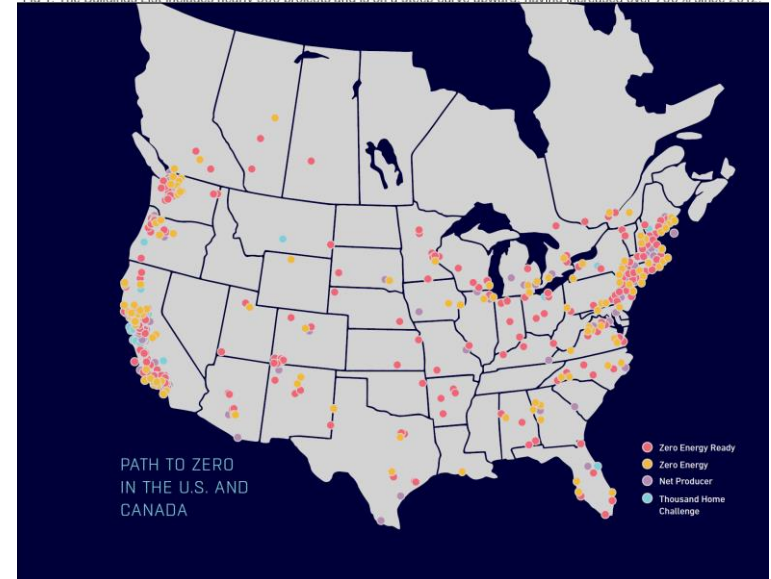 PATH TO ZERO
IN THE U.S. AND
CANADA
Zero Energy Ready
Zero Energy
Net Producer
Thousand Home
Challenge